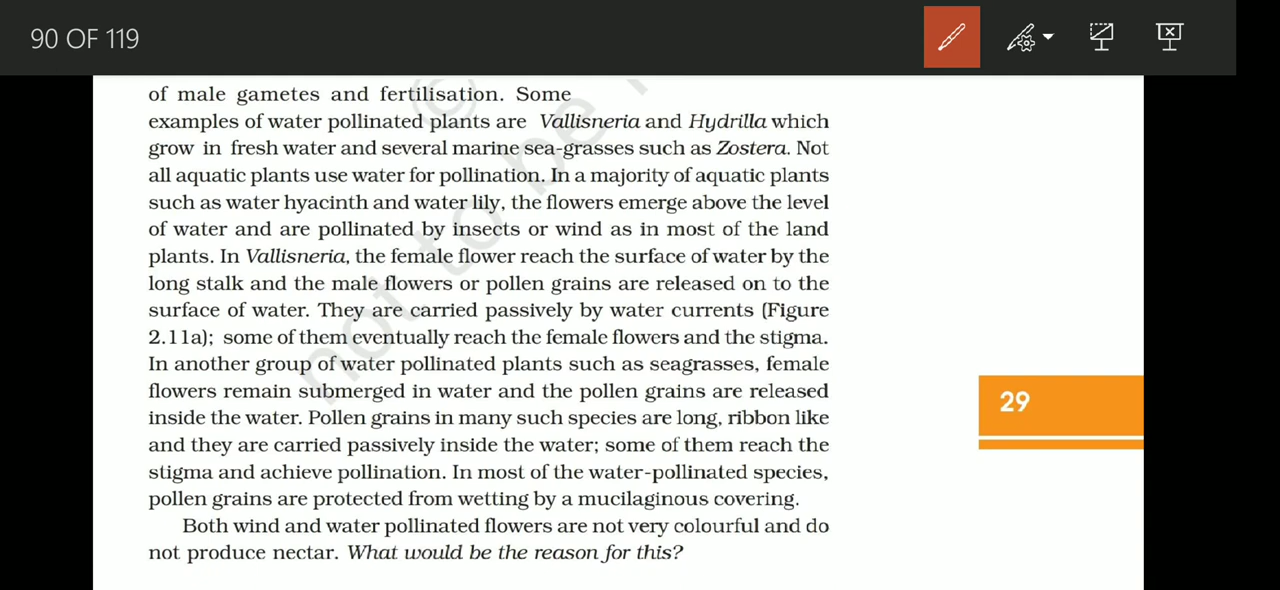 90 OF 119
of male gametes and fertilisation. Some
examples of water pollinated plants are Vallisneria and Hydrilla which
grow in fresh water and several marine sea-grasses such as Zostera. Not
all aquatic plants use water for pollination. In a majority of aquatic plants
such as water hyacinth and water lily, the flowers emerge above the level
of water and are pollinated by insects or wind as in most of the land
plants. In Vallisneria, the female flower reach the surface of water by the
long stalk and the male flowers or pollen grains are released on to the
surface of water. They are carried passively by water currents (Figure
2.11a); some of them eventually reach the female flowers and the stigma.
In another group of water pollinated plants such as seagrasses, female
flowers remain submerged in water and the pollen grains are released
inside the water. Pollen grains in many such species are long, ribbon like
and they are carried passively inside the water; some of them reach the
stigma and achieve pollination. In most of the water-pollinated species,
pollen grains are protected from wetting by a mucilaginous covering.
Both wind and water pollinated flowers are not very colourful and do
not produce nectar. What would be the reason for this?
29
©
not to be